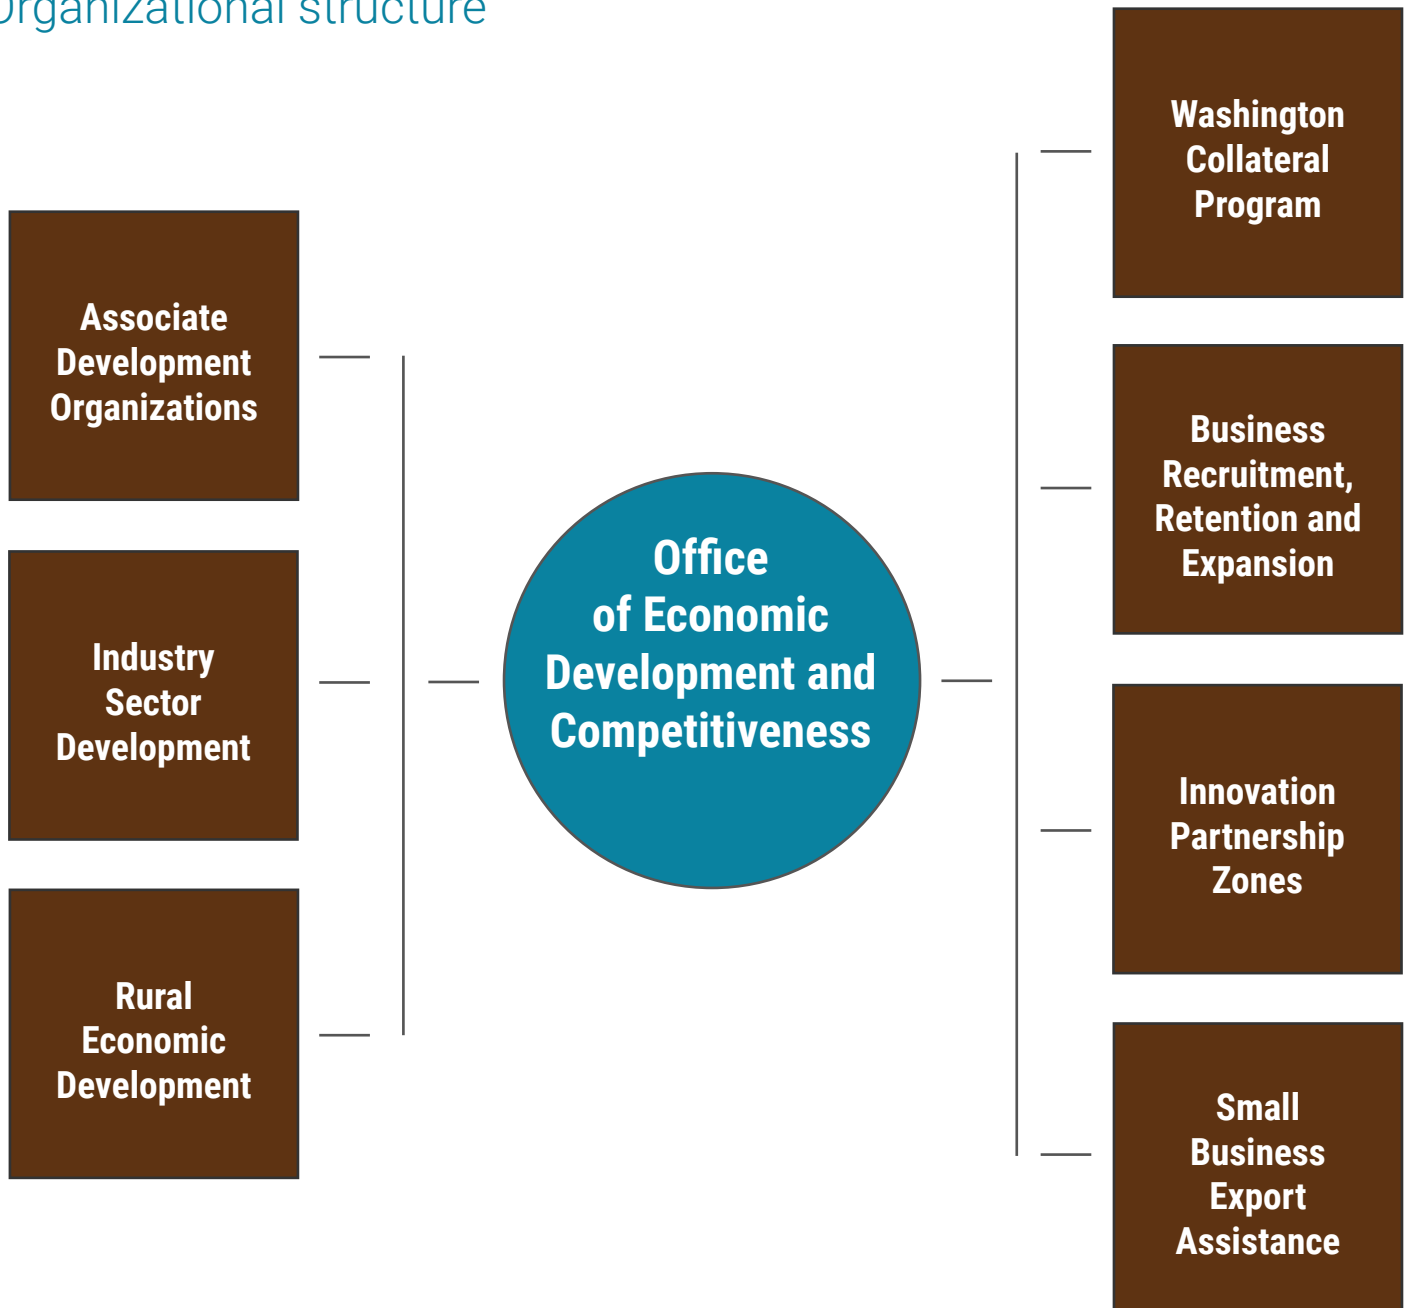 Organizational structure
Associate
Development
Organizations
Industry
Sector
Development
Rural
Economic
Development
Office
of Economic
Development and
Competitiveness
Washington
Collateral
Program
Business
Recruitment,
Retention and
Expansion
Innovation
Partnership
Zones
Small
Business
Export
Assistance